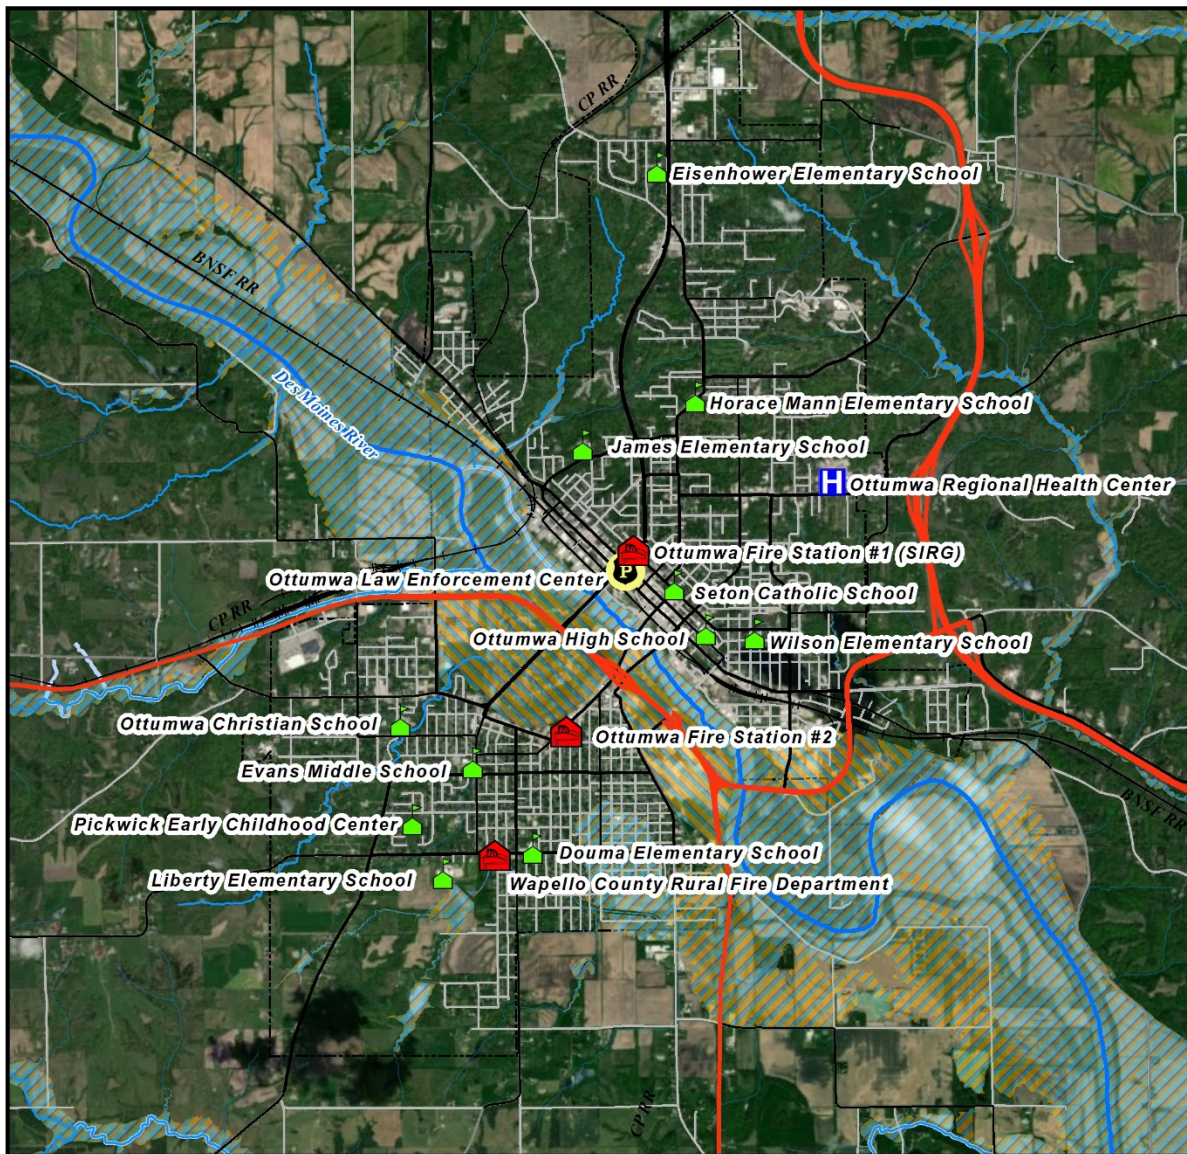 CP RR
Eisenhower Elementary School
BNSF RR
Des Moines River
Horace Mann Elementary School
James Elementary School
H
Ottumwa Regional Health Center
Ottumwa Fire Station #1 (SIRG)
Ottumwa Law Enforcement Center
P
Seton Catholic School
CP RR
Ottumwa High School
Wilson Elementary School
Ottumwa Christian School
Ottumwa Fire Station #2
Evans Middle School
BNSF RR
Pickwick Early Childhood Center
Douma Elementary School
Liberty Elementary School
Wapello County Rural Fire Department
CP RR